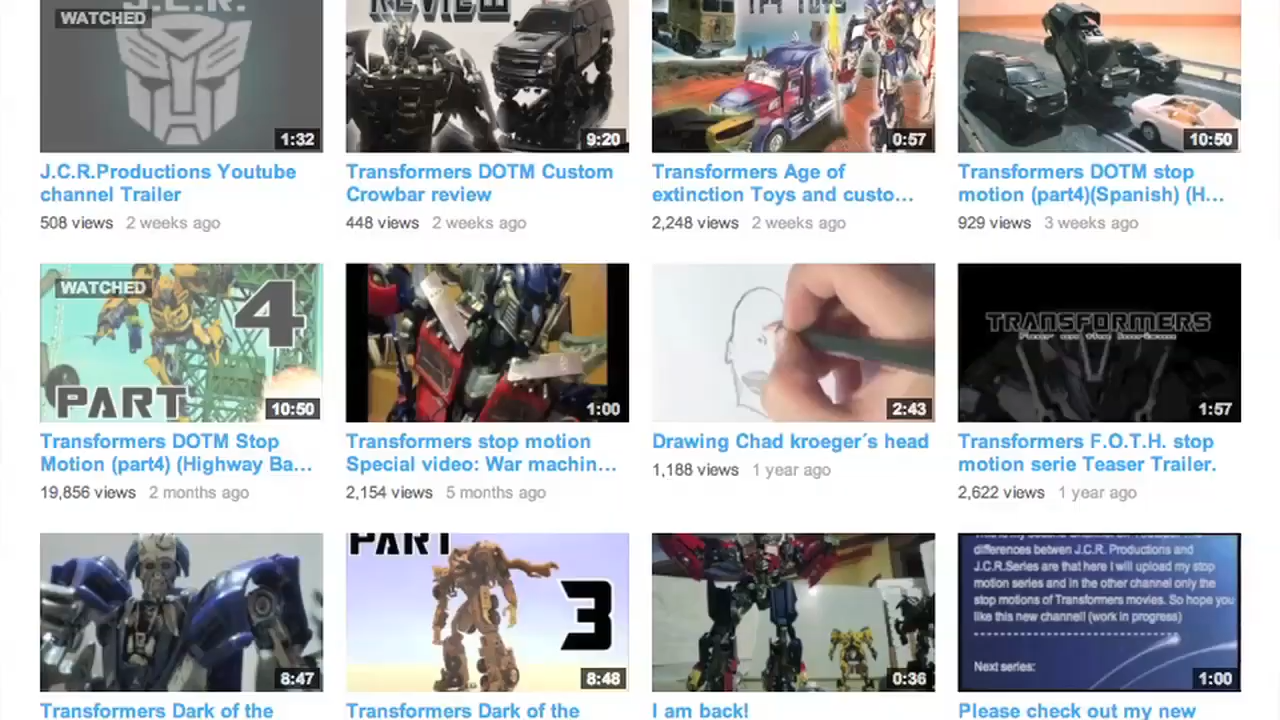 J.C.R.
WATCHED
1:32
REVIEW
9:20
TF4 TOYS
0:57
10:50
J.C.R.Productions Youtube
channel Trailer
508 views 2 weeks ago
Transformers DOTM Custom
Crowbar review
448 views 2 weeks ago
Transformers Age of
extinction Toys and custo...
2,248 views 2 weeks ago
Transformers DOTM stop
motion (part4)(Spanish) (H...
929 views 3 weeks ago
WATCHED
4
PART
10:50
1:00
2:43
TRANSFORMERS
1:57
Transformers DOTM Stop
Motion (part4) (Highway Ba...
19,856 views 2 months ago
Transformers stop motion
Special video: War machin...
2,154 views 5 months ago
Drawing Chad kroeger´s head
1,188 views 1 year ago
Transformers F.O.T.H. stop
motion serie Teaser Trailer.
2,622 views 1 year ago
8:47
PART
3
8:48
0:36
differences betwen J.C.R. Productions and
J.C.R.Series are that here I will upload my stop
motion series and in the other channel only the
stop motions of Transformers movies. So hope you
like this new channel! (work in progress)
Next series:
1:00
Transformers Dark of the
Transformers Dark of the
I am back!
Please check out my new